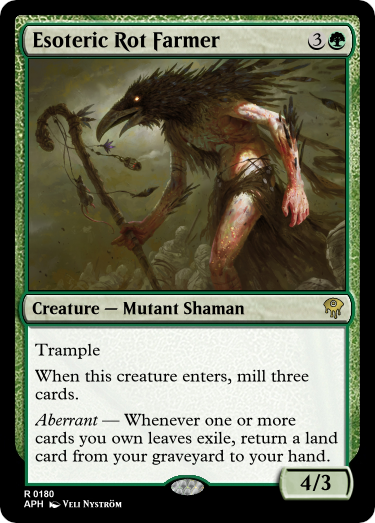 Esoteric Rot Farmer 3
Creature — Mutant Shaman
Trample
When this creature enters, mill three
cards.
Aberrant — Whenever one or more
cards you own leaves exile, return a land
card from your graveyard to your hand.
4/3
R 0180
APH Veli Nyström